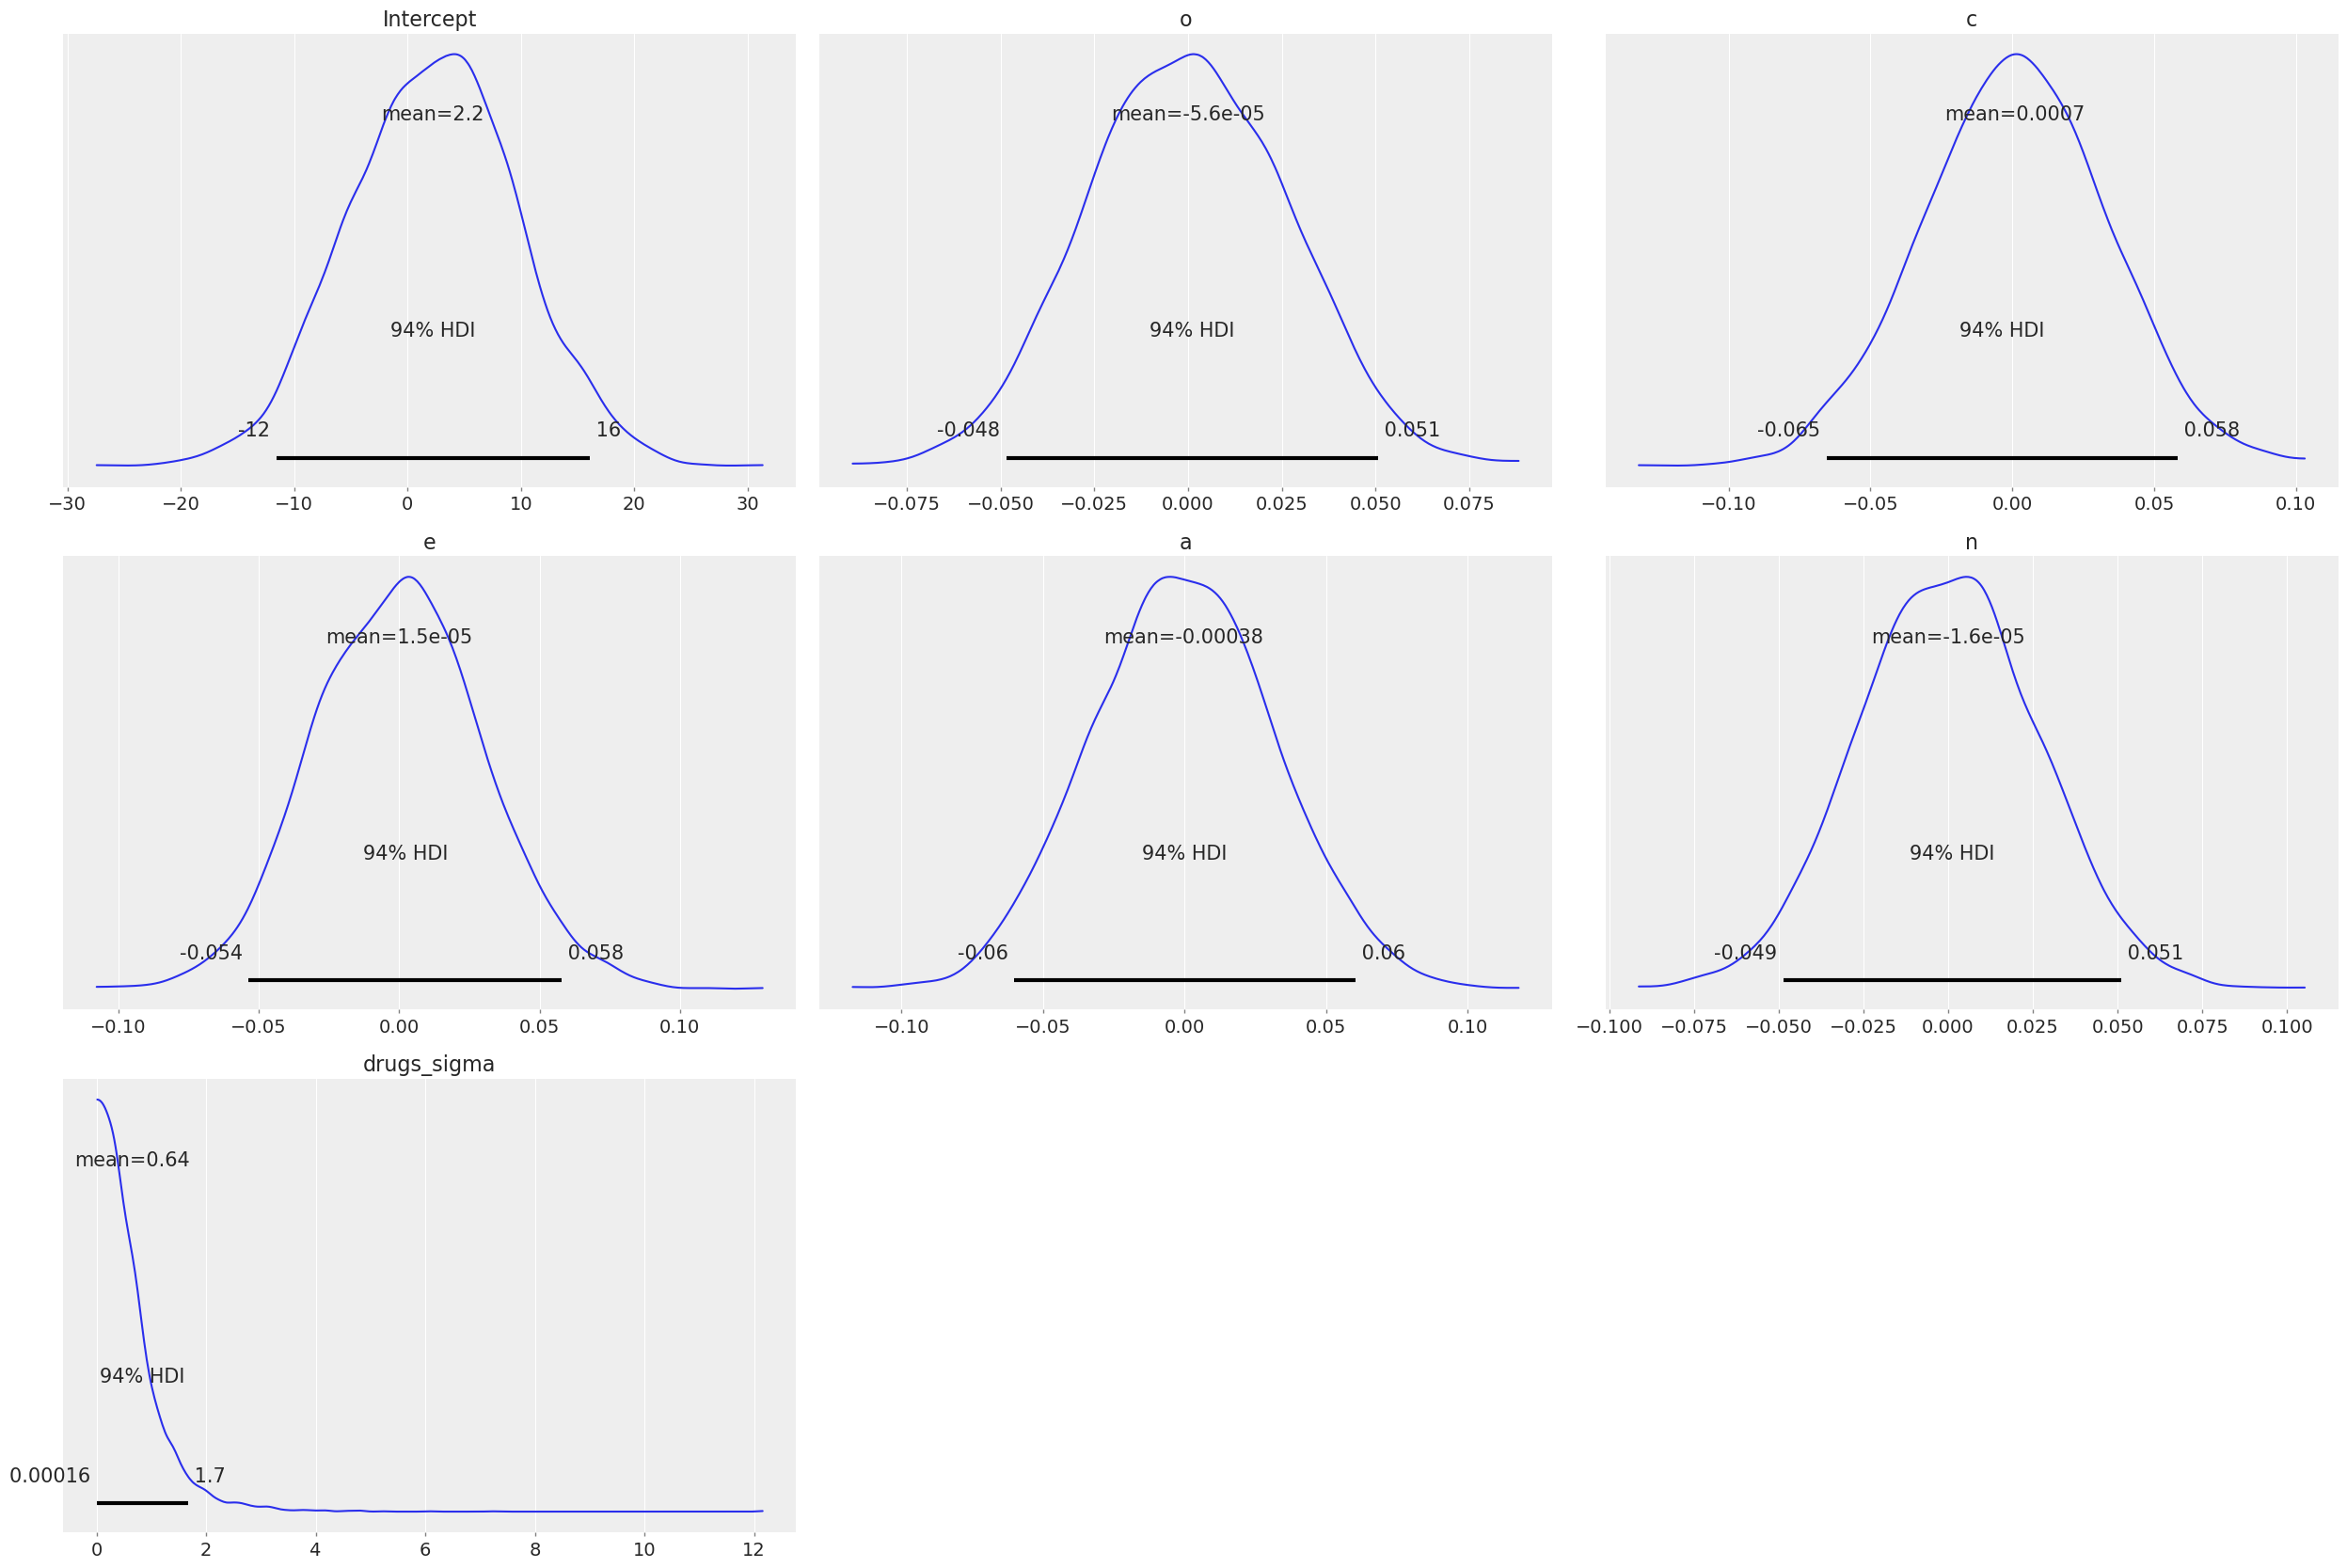 Intercept
mean=2.2
94% HDI
-12 16
−30 −20 −10 0 10 20 30
o
mean=-5.6e-05
94% HDI
-0.048 0.051
−0.075 −0.050 −0.025 0.000 0.025 0.050 0.075
c
mean=0.0007
94% HDI
-0.065 0.058
−0.10 −0.05 0.00 0.05 0.10
e
mean=1.5e-05
94% HDI
-0.054 0.058
−0.10 −0.05 0.00 0.05 0.10
a
mean=-0.00038
94% HDI
-0.06 0.06
−0.10 −0.05 0.00 0.05 0.10
n
mean=-1.6e-05
94% HDI
-0.049 0.051
−0.100 −0.075 −0.050 −0.025 0.000 0.025 0.050 0.075 0.100
drugs_sigma
mean=0.64
94% HDI
0.00016 1.7
0 2 4 6 8 10 12